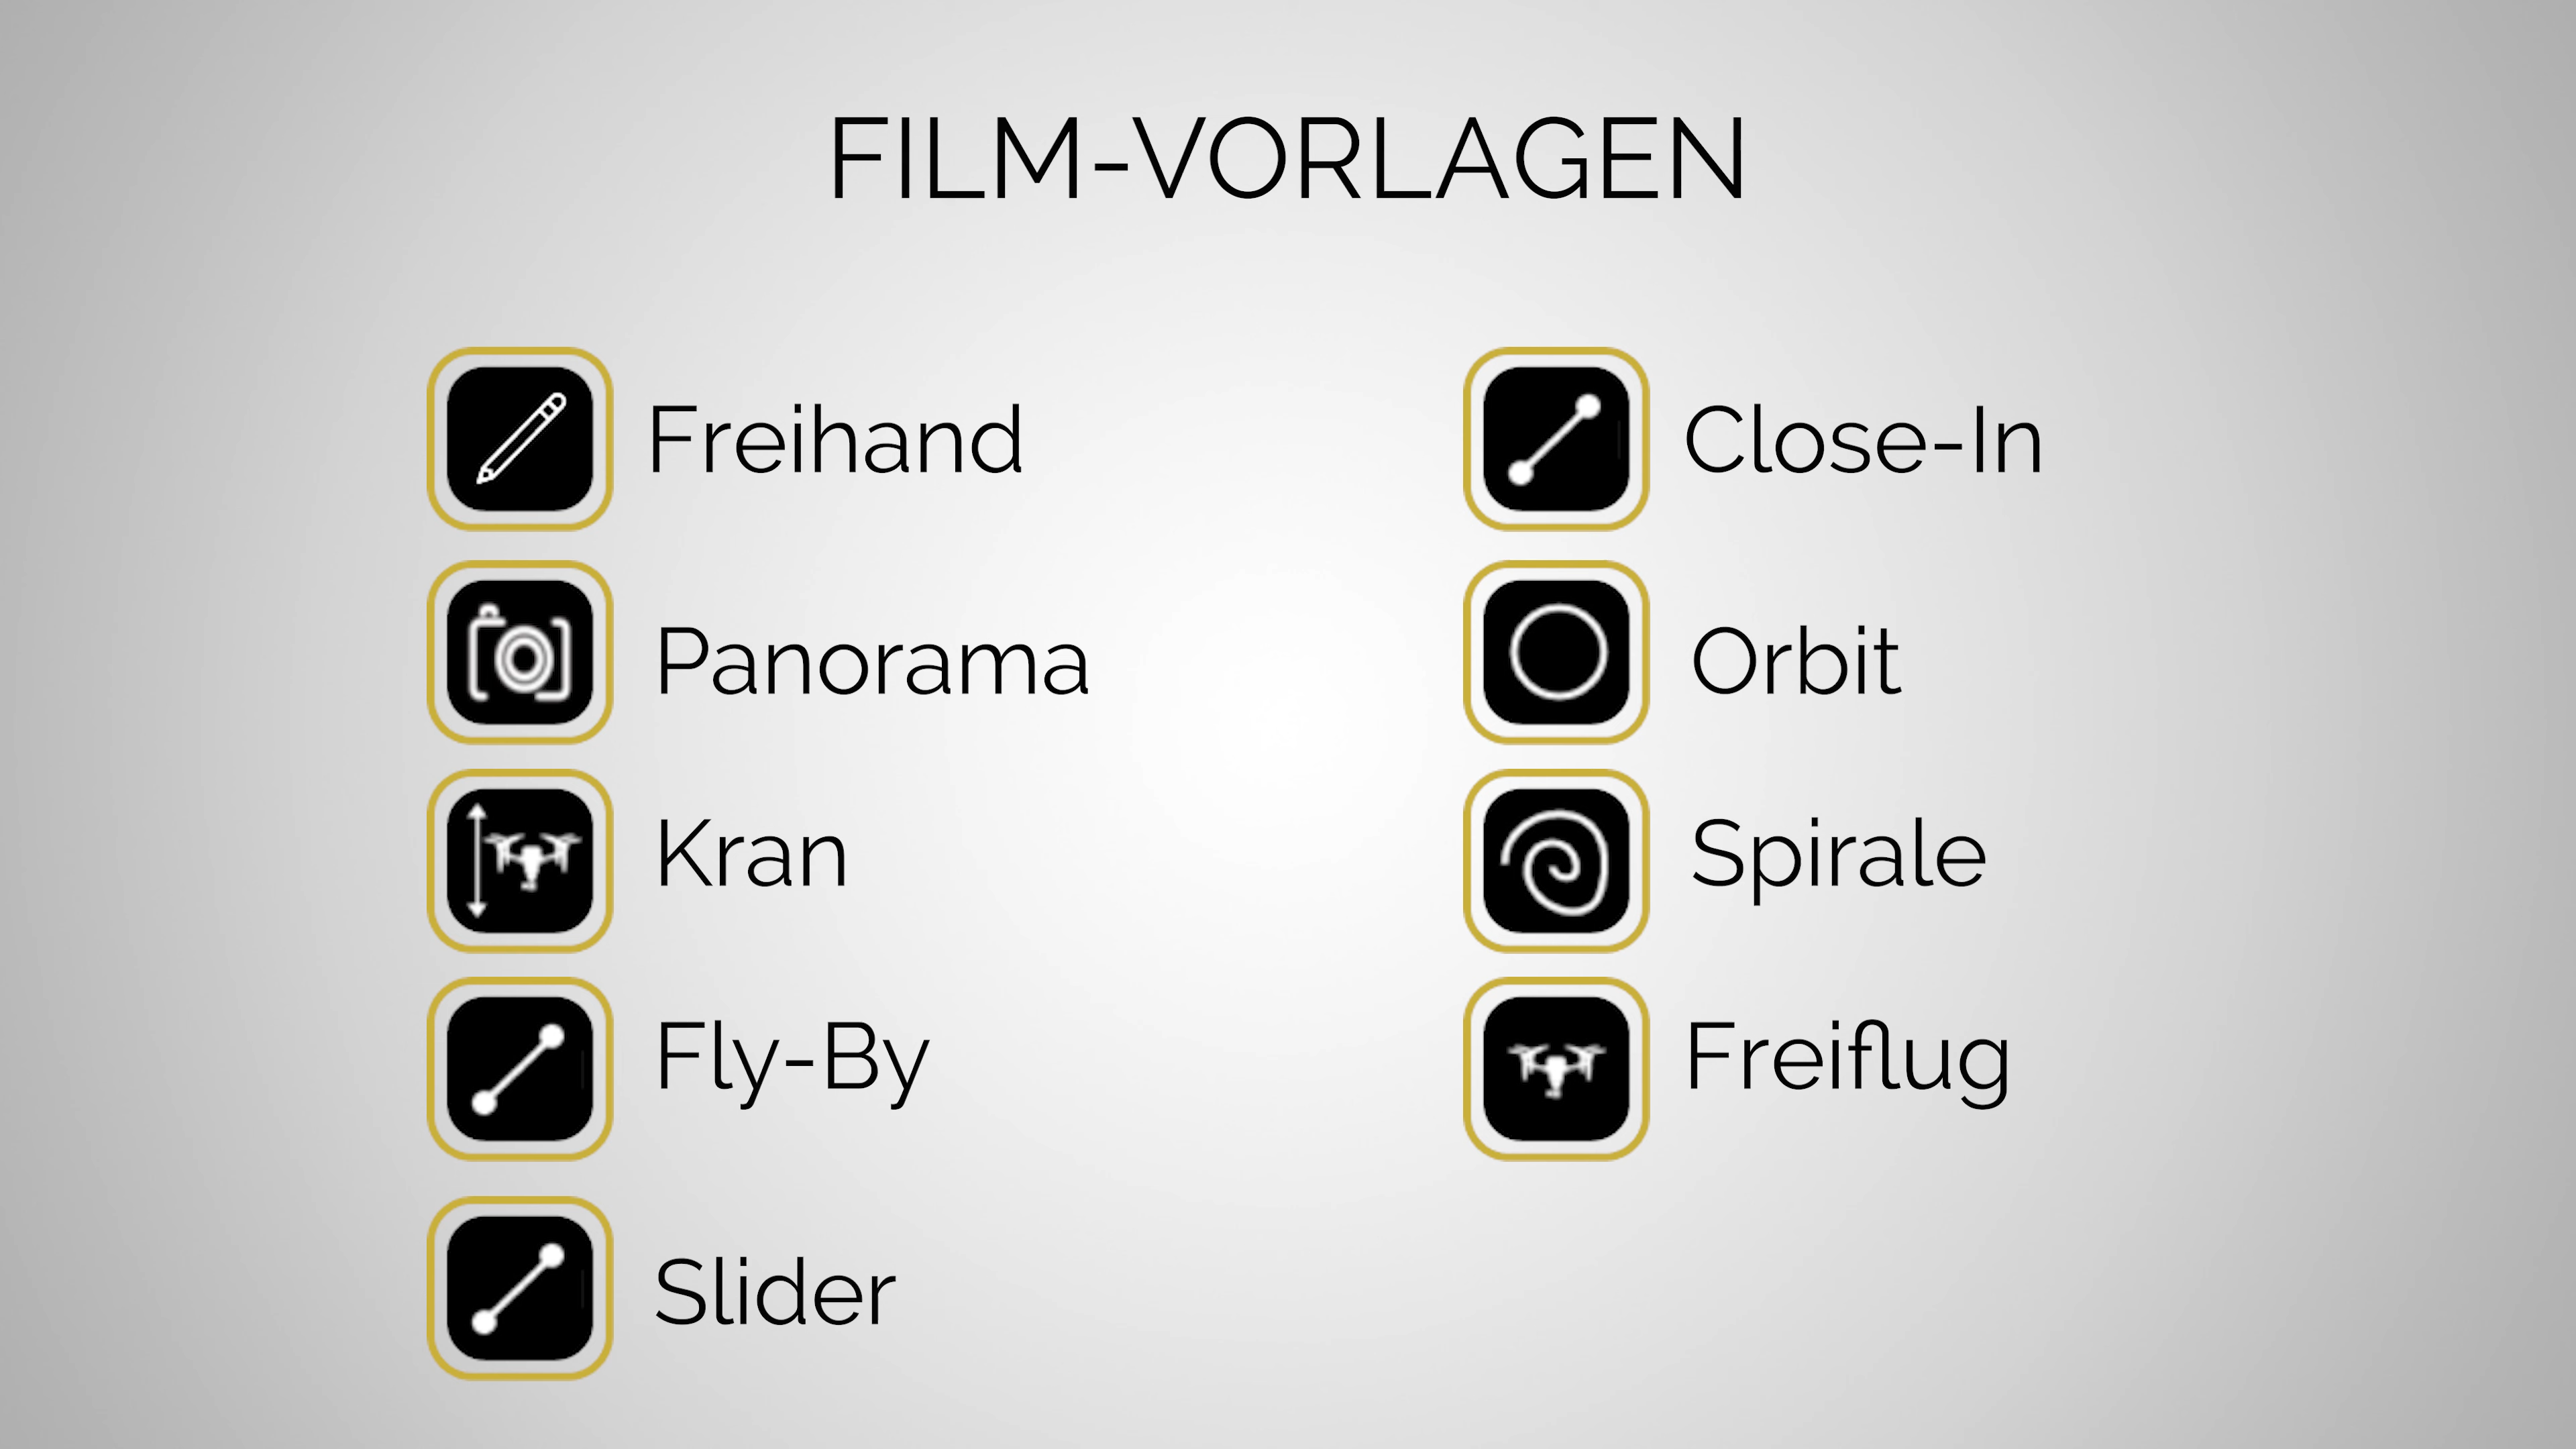 FILM-VORLAGEN
Freihand
Panorama
Kran
Fly-By
Slider
Close-In
Orbit
Spirale
Freiflug